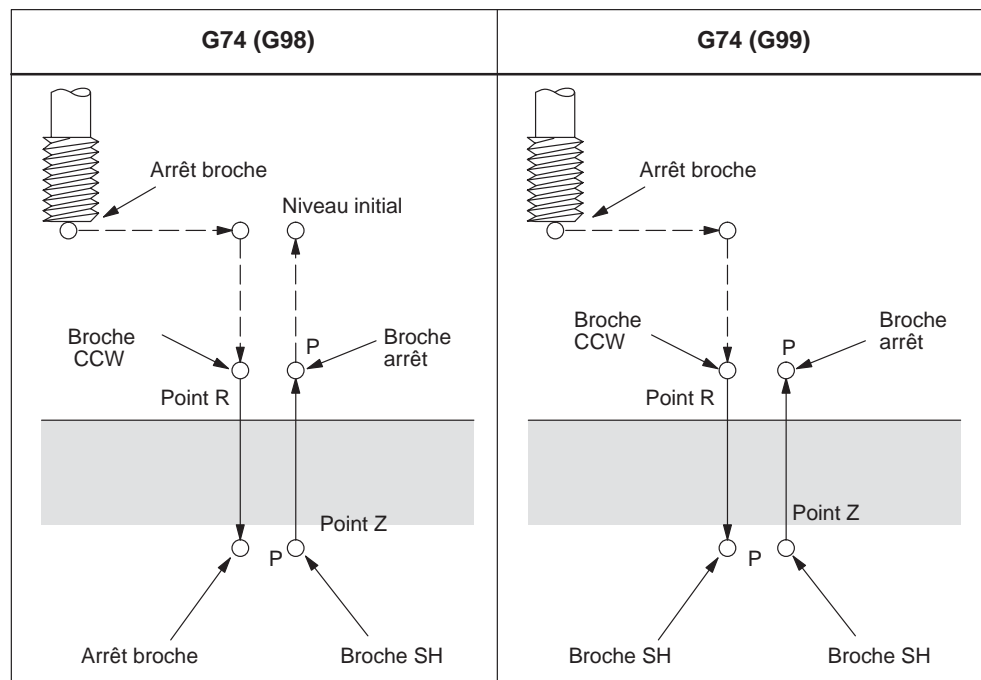 G74 (G98)
G74 (G99)
Arrêt broche
Niveau initial
Broche
CCW
P
Broche
arrêt
Point R
Point Z
P
Arrêt broche
Broche SH
Arrêt broche
Broche
CCW
P
Broche
arrêt
Point R
Point Z
P
Broche SH
Broche SH